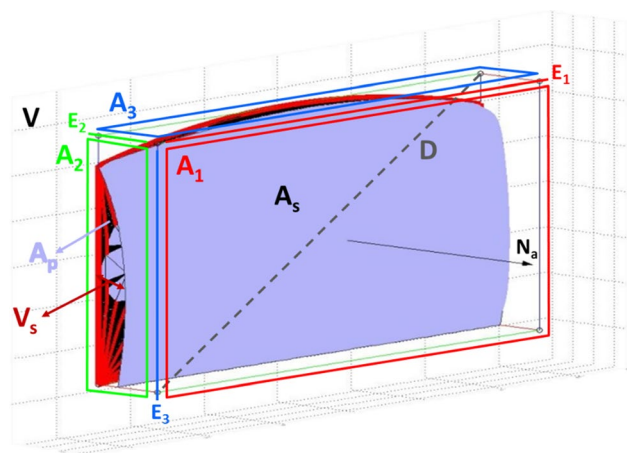 E₁
V
A₃
E₂
A₂
A₁
D
Aₛ
Aₚ
Nₐ
Vₛ
E₃